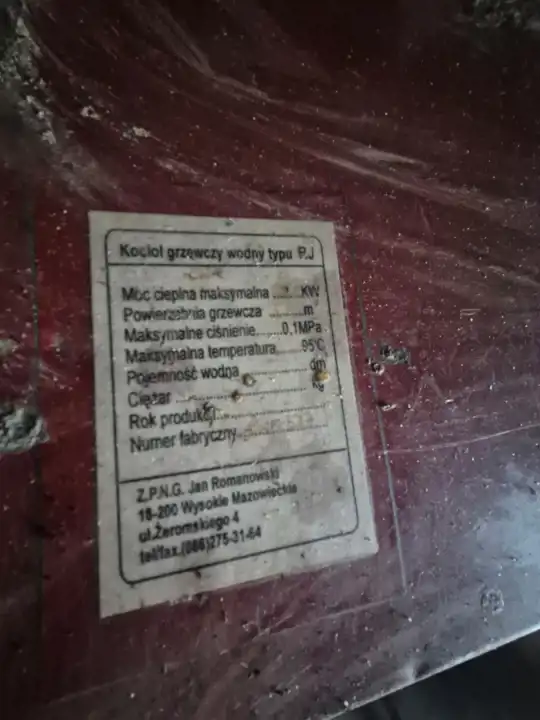 Kocioł grzewczy wodny typu P.J
Moc cieplna maksymalna ........KW
Powierzchnia grzewcza ..........m
Maksymalne ciśnienie.......0,1MPa
Maksymalna temperatura......95°C
Pojemność wodna ................dm
Ciężar ................................kg
Rok produkcji........................
Numer fabryczny
Z.P.N.G. Jan Romanowski
18-200 Wysokie Mazowieckie
ul.Żeromskiego 4
tel/fax.(086)275-31-64